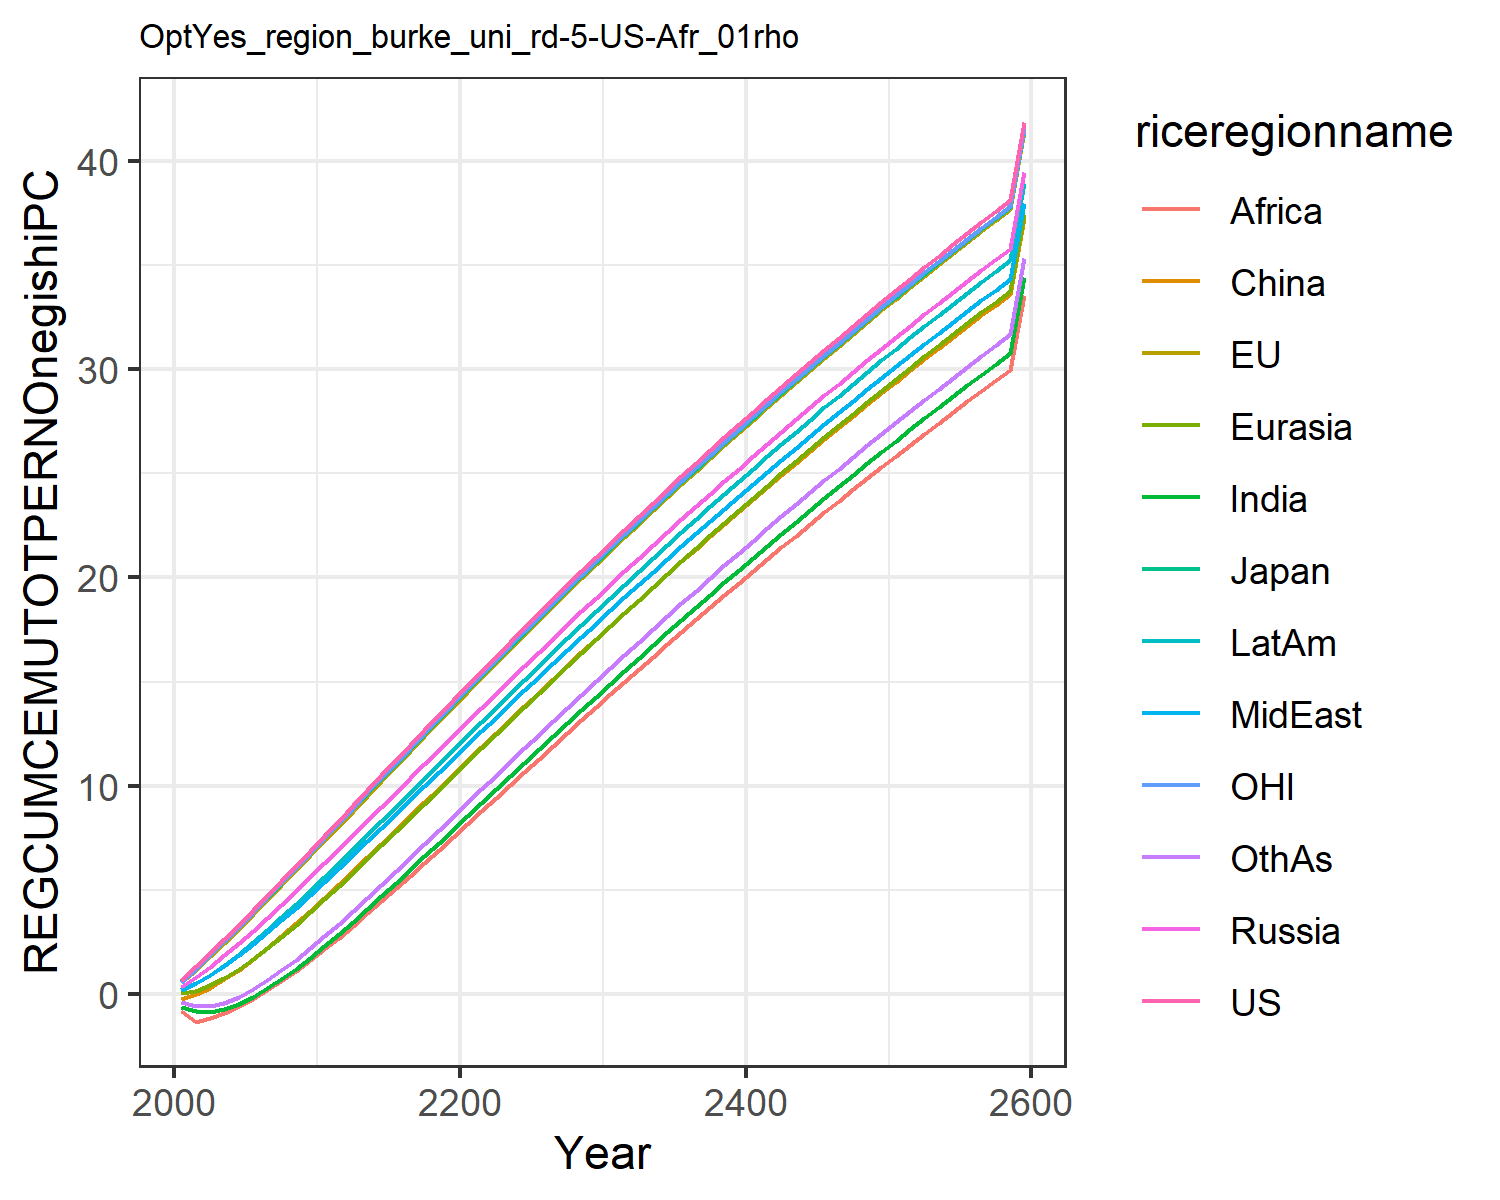 OptYes_region_burke_uni_rd-5-US-Afr_01rho
REGCUMCEMUTOTPERNOnegishiPC
40
30
20
10
0
2000
2200
2400
2600
Year
riceregionname
Africa
China
EU
Eurasia
India
Japan
LatAm
MidEast
OHI
OthAs
Russia
US